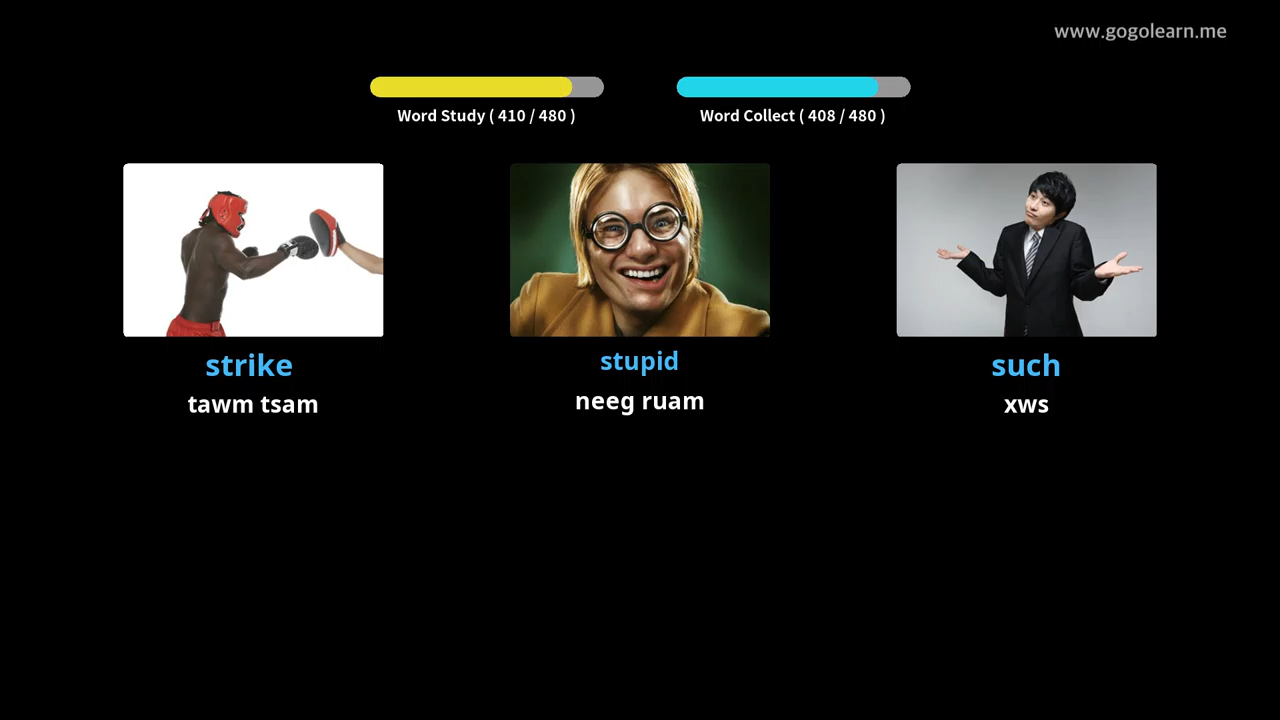 www.gogolearn.me
Word Study ( 410 / 480 )
Word Collect ( 408 / 480 )
strike
tawm tsam
stupid
neeg ruam
such
xws